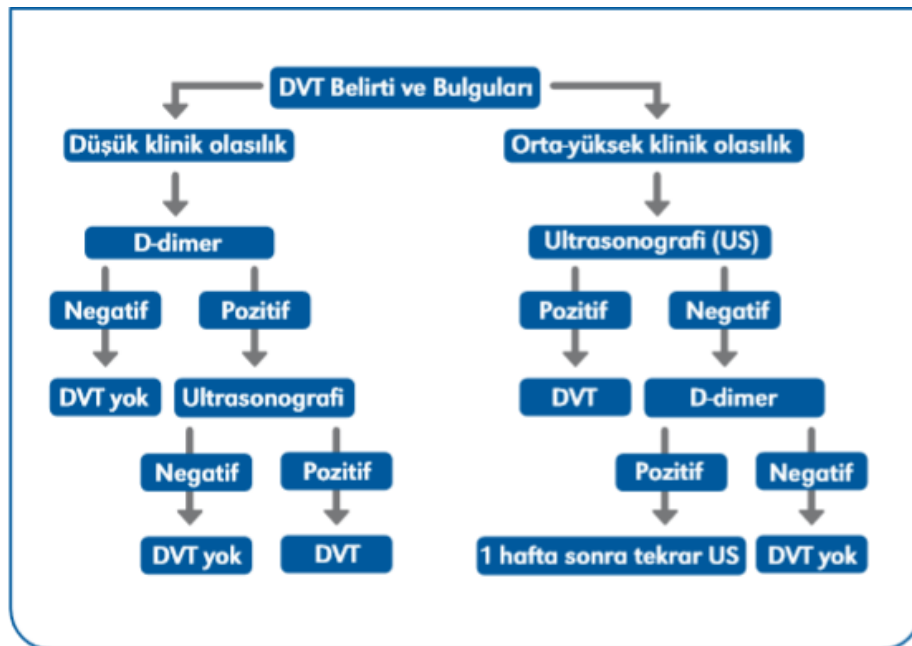 DVT Belirti ve Bulguları
Düşük klinik olasılık
Orta-yüksek klinik olasılık
D-dimer
Ultrasonografi (US)
Negatif
Pozitif
Pozitif
Negatif
DVT yok
Ultrasonografi
DVT
D-dimer
Negatif
Pozitif
Pozitif
Negatif
DVT yok
DVT
1 hafta sonra tekrar US
DVT yok